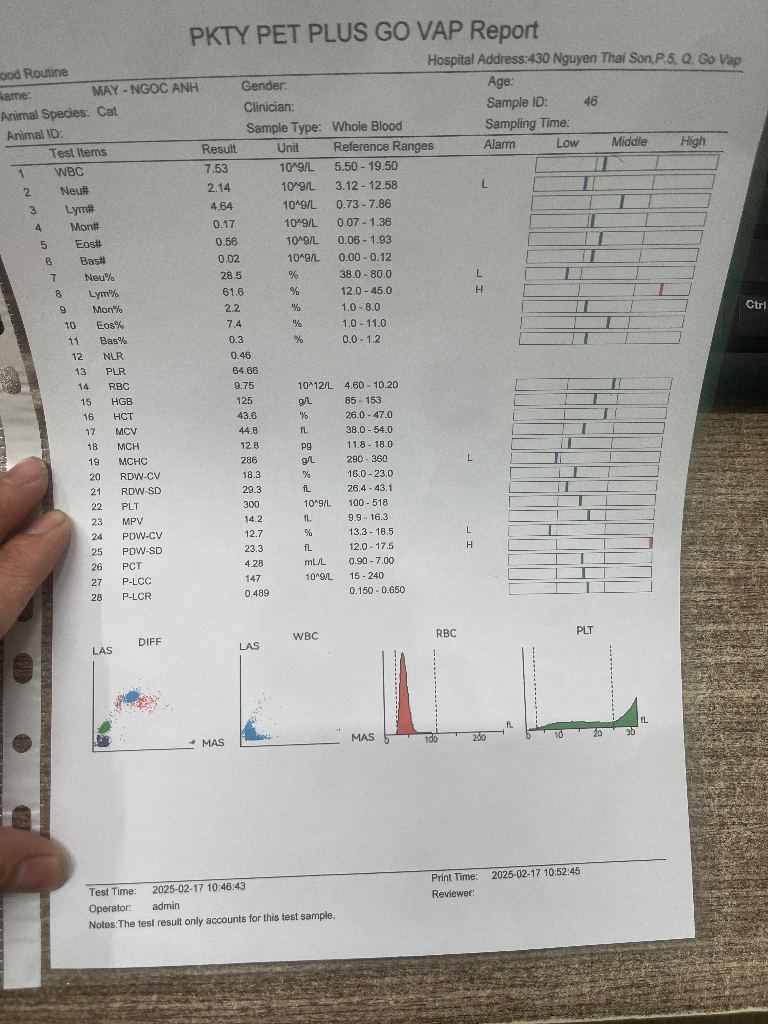 PKTY PET PLUS GO VAP Report
Hospital Address:430 Nguyen Thai Son,P.5, Q. Go Vap
ood Routine
Name: MAY - NGOC ANH Gender: Age:
Animal Species: Cat Clinician: Sample ID: 46
Animal ID: Sample Type: Whole Blood Sampling Time:
Test Items Result Unit Reference Ranges Alarm Low Middle High
1 WBC 7.53 10^9/L 5.50 - 19.50
2 Neu# 2.14 10^9/L 3.12 - 12.58 L
3 Lym# 4.64 10^9/L 0.73 - 7.86
4 Mon# 0.17 10^9/L 0.07 - 1.36
5 Eos# 0.56 10^9/L 0.06 - 1.93
6 Bas# 0.02 10^9/L 0.00 - 0.12
7 Neu% 28.5 % 38.0 - 80.0 L
8 Lym% 61.6 % 12.0 - 45.0 H
9 Mon% 2.2 % 1.0 - 8.0
10 Eos% 7.4 % 1.0 - 11.0
11 Bas% 0.3 % 0.0 - 1.2
12 NLR 0.46
13 PLR 64.66
14 RBC 9.75 10^12/L 4.60 - 10.20
15 HGB 125 g/L 85 - 153
16 HCT 43.6 % 26.0 - 47.0
17 MCV 44.8 fL 38.0 - 54.0
18 MCH 12.8 pg 11.8 - 18.0
19 MCHC 286 g/L 290 - 360 L
20 RDW-CV 18.3 % 16.0 - 23.0
21 RDW-SD 29.3 fL 26.4 - 43.1
22 PLT 300 10^9/L 100 - 518
23 MPV 14.2 fL 9.9 - 16.3
24 PDW-CV 12.7 % 13.3 - 18.5 L
25 PDW-SD 23.3 fL 12.0 - 17.5 H
26 PCT 4.28 mL/L 0.90 - 7.00
27 P-LCC 147 10^9/L 15 - 240
28 P-LCR 0.489 0.150 - 0.650
DIFF WBC RBC PLT
LAS LAS
MAS MAS
0 100 200 fL
0 10 20 30 fL
Test Time: 2025-02-17 10:46:43 Print Time: 2025-02-17 10:52:45
Operator: admin Reviewer:
Notes:The test result only accounts for this test sample.
Ctrl